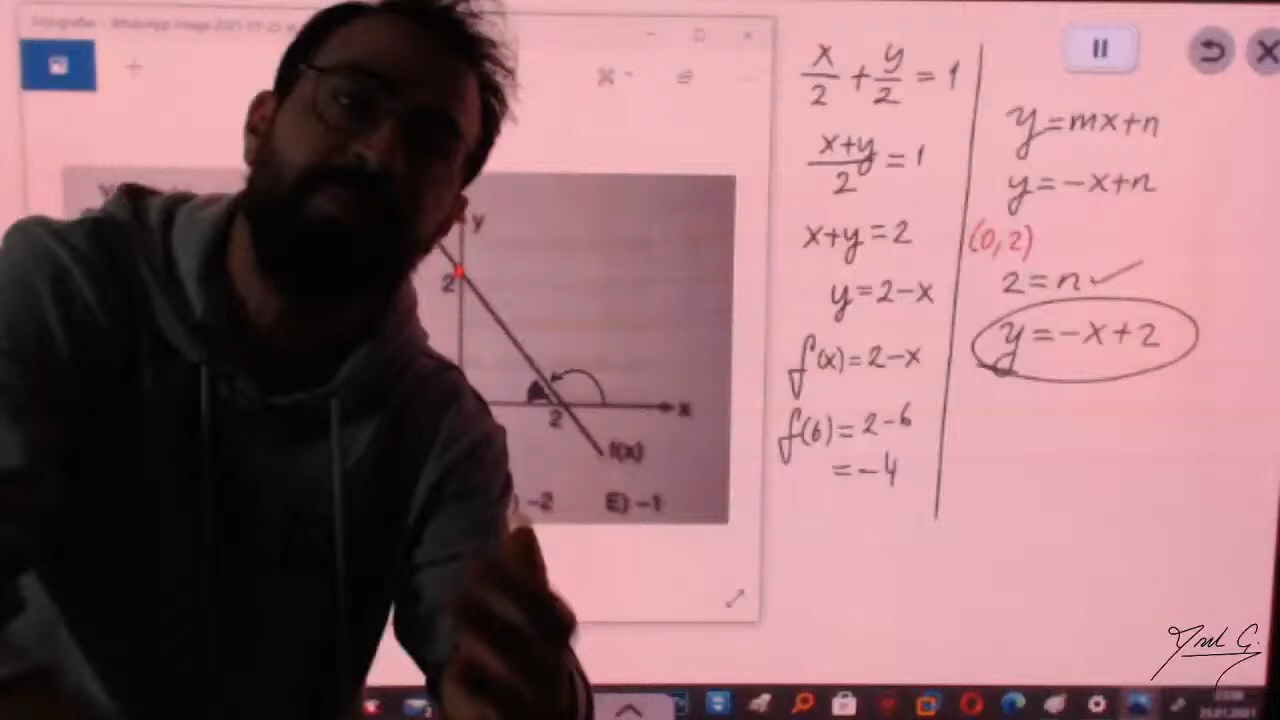 y
2
2
x
f(x)
-2
E) -1
x/2 + y/2 = 1
(x+y)/2 = 1
x+y=2
y=2-x
f(x)=2-x
f(6)=2-6
=-4
y=mx+n
y=-x+n
(0,2)
2=n✓
y=-x+2